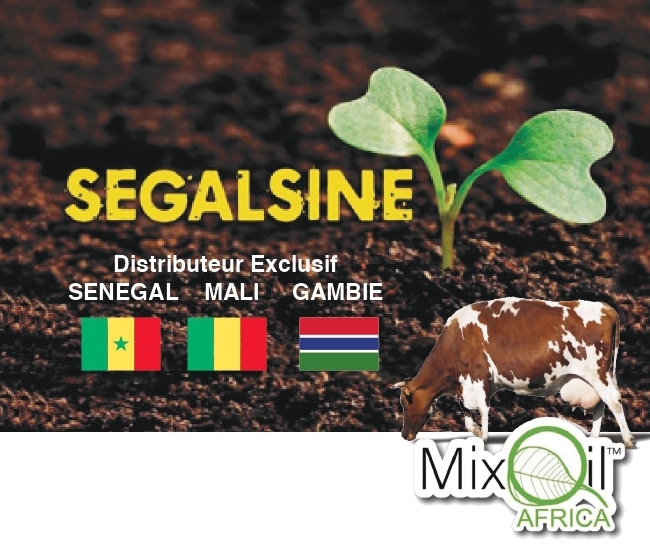 SEGALSINE
Distributeur Exclusif
SENEGAL MALI GAMBIE
MixOil™
AFRICA